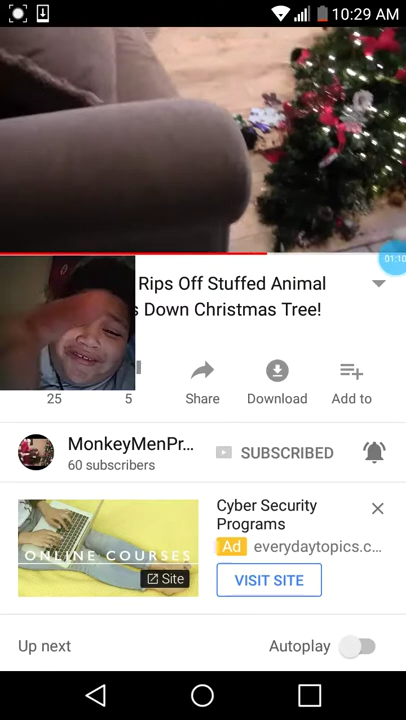 10:29 AM
01:10
Rips Off Stuffed Animal
s Down Christmas Tree!
25
5
Share
Download
Add to
MonkeyMenPr...
SUBSCRIBED
60 subscribers
Cyber Security
Programs
Ad everydaytopics.c...
ONLINE COURSES
Site
VISIT SITE
Up next
Autoplay